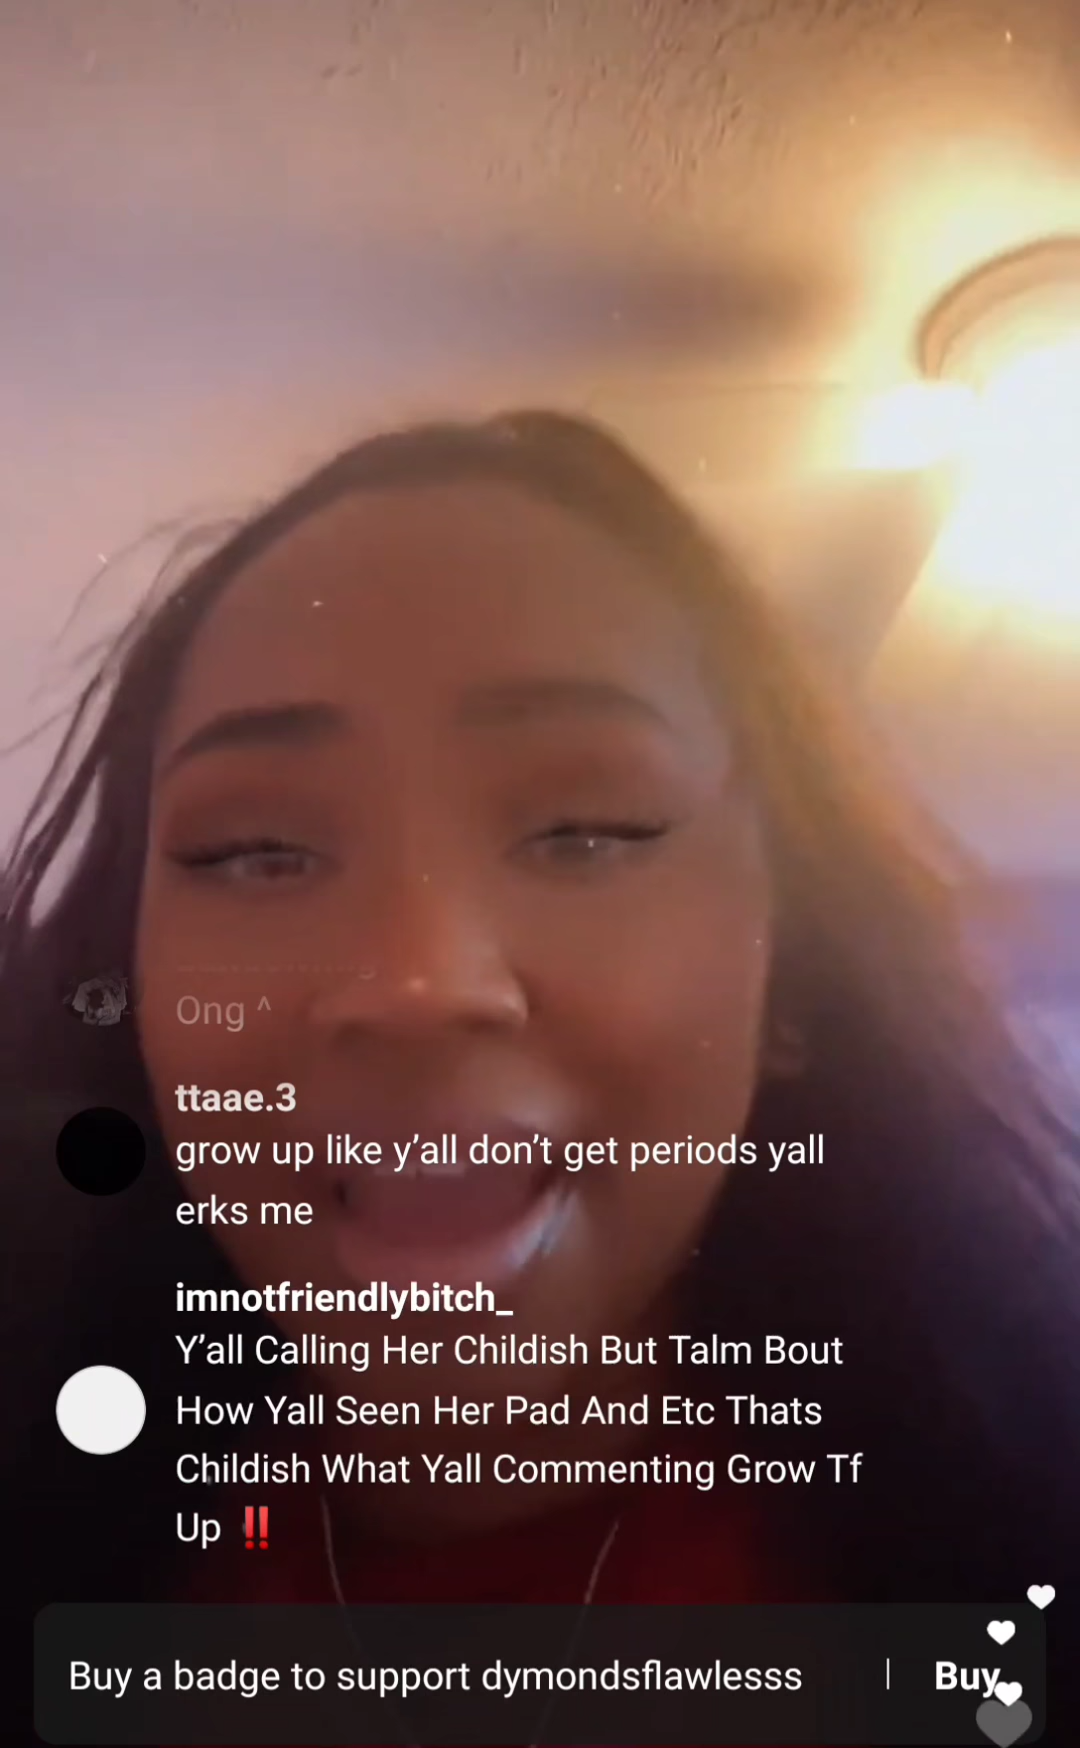 Ong ^
ttaae.3
grow up like y’all don’t get periods yall
erks me
imnotfriendlybitch_
Y’all Calling Her Childish But Talm Bout
How Yall Seen Her Pad And Etc Thats
Childish What Yall Commenting Grow Tf
Up ‼️
Buy a badge to support dymondsflawlesss | Buy